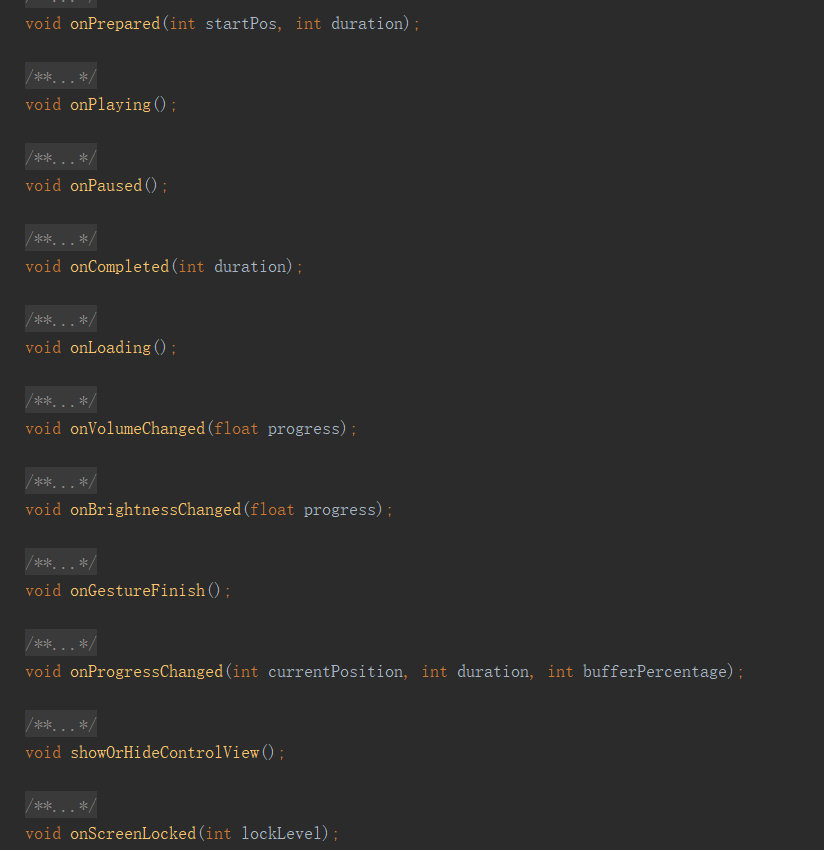 /**...*/
void onPrepared(int startPos, int duration);
/**...*/
void onPlaying();
/**...*/
void onPaused();
/**...*/
void onCompleted(int duration);
/**...*/
void onLoading();
/**...*/
void onVolumeChanged(float progress);
/**...*/
void onBrightnessChanged(float progress);
/**...*/
void onGestureFinish();
/**...*/
void onProgressChanged(int currentPosition, int duration, int bufferPercentage);
/**...*/
void showOrHideControlView();
/**...*/
void onScreenLocked(int lockLevel);